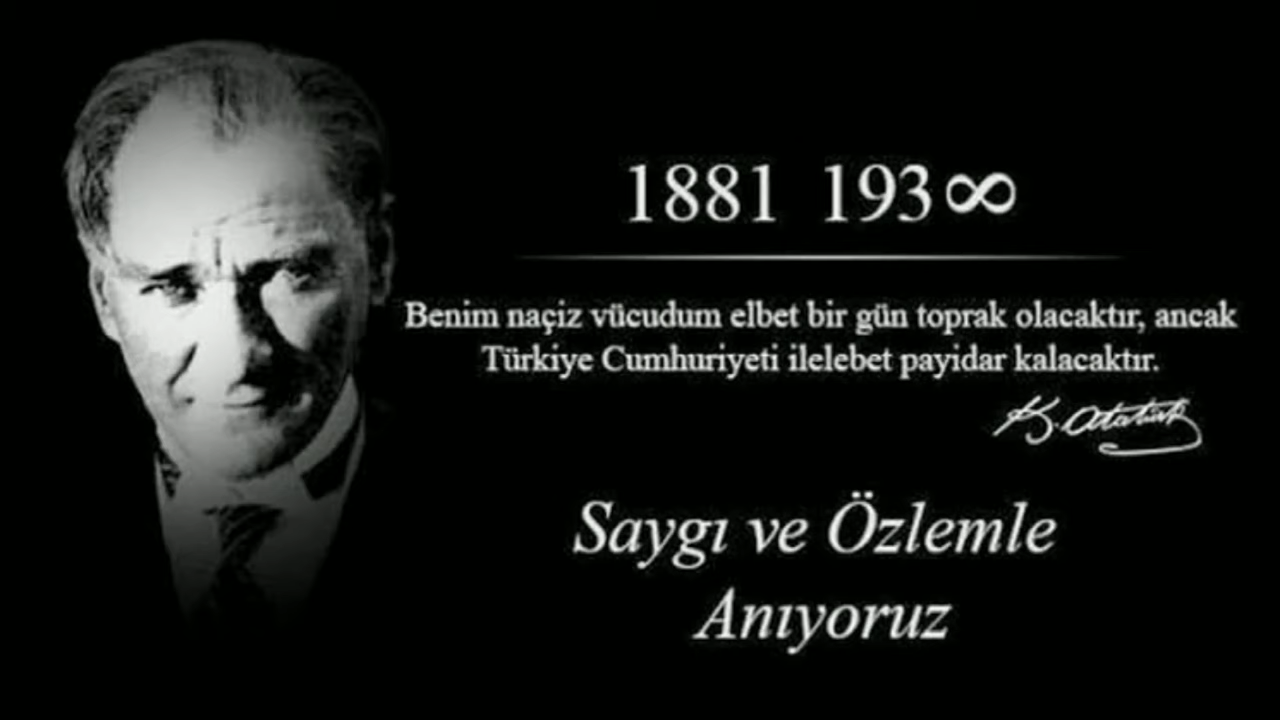 1881 193∞
Benim naçiz vücudum elbet bir gün toprak olacaktır, ancak
Türkiye Cumhuriyeti ilelebet payidar kalacaktır.
K. Atatürk
Saygı ve Özlemle
Anıyoruz